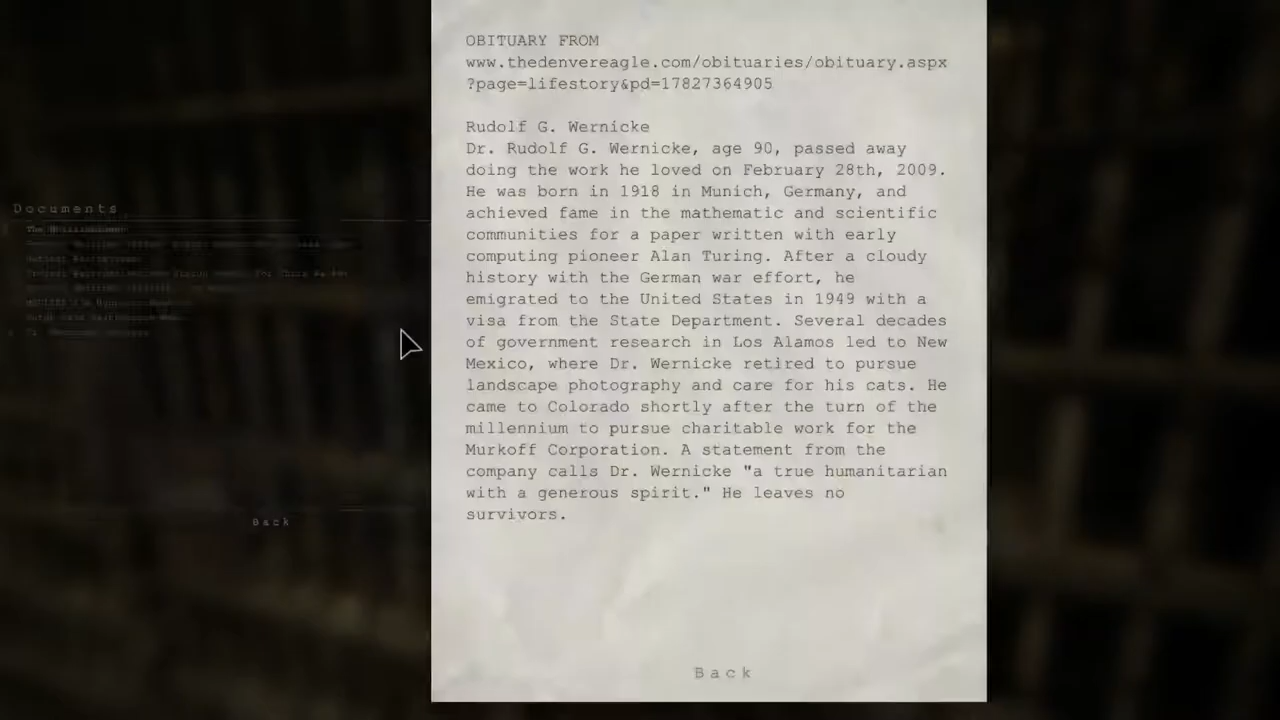 OBITUARY FROM
www.thedenvereagle.com/obituaries/obituary.aspx
?page=lifestory&pd=17827364905
Rudolf G. Wernicke
Dr. Rudolf G. Wernicke, age 90, passed away
doing the work he loved on February 28th, 2009.
He was born in 1918 in Munich, Germany, and
achieved fame in the mathematic and scientific
communities for a paper written with early
computing pioneer Alan Turing. After a cloudy
history with the German war effort, he
emigrated to the United States in 1949 with a
visa from the State Department. Several decades
of government research in Los Alamos led to New
Mexico, where Dr. Wernicke retired to pursue
landscape photography and care for his cats. He
came to Colorado shortly after the turn of the
millennium to pursue charitable work for the
Murkoff Corporation. A statement from the
company calls Dr. Wernicke "a true humanitarian
with a generous spirit." He leaves no
survivors.
Back
Documents
Back